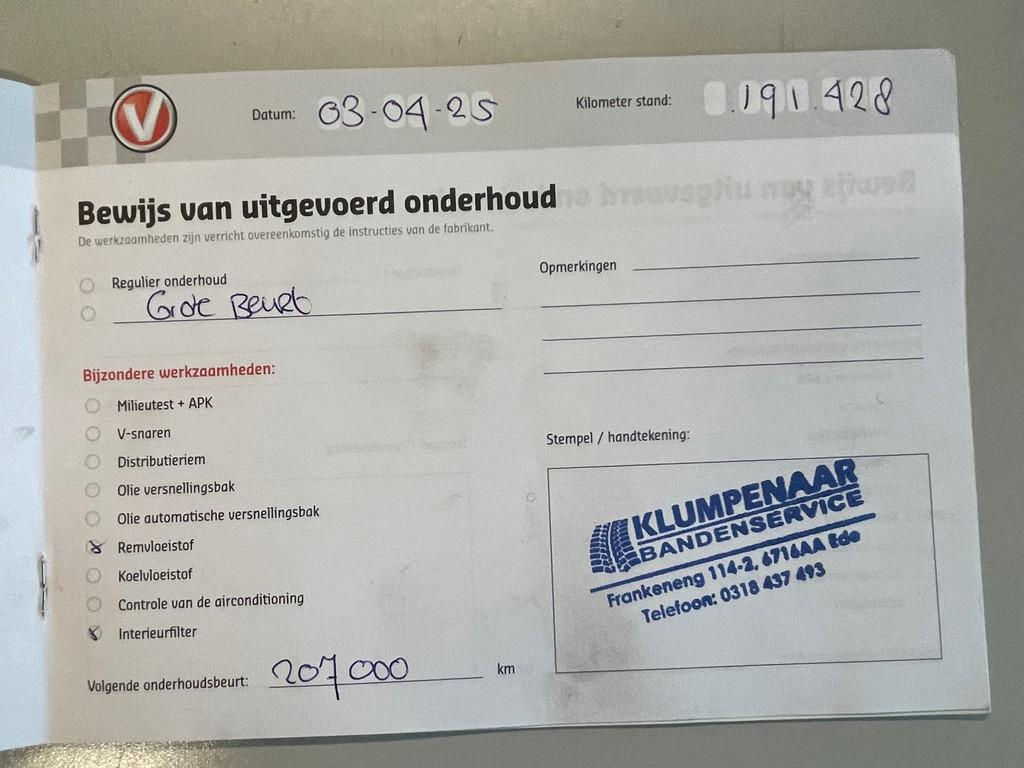 V
Datum: 03-04-25
Kilometer stand: .191.428
Bewijs van uitgevoerd onderhoud
De werkzaamheden zijn verricht overeenkomstig de instructies van de fabrikant.
Regulier onderhoud
Grote Beurt
Opmerkingen
Bijzondere werkzaamheden:
Milieutest + APK
V-snaren
Distributieriem
Olie versnellingsbak
Olie automatische versnellingsbak
Remvloeistof
Koelvloeistof
Controle van de airconditioning
Interieurfilter
Volgende onderhoudsbeurt: 207000 km
Stempel / handtekening:
KLUMPENAAR
BANDENSERVICE
Frankeneng 114-2, 6716AA Ede
Telefoon: 0318 437 493